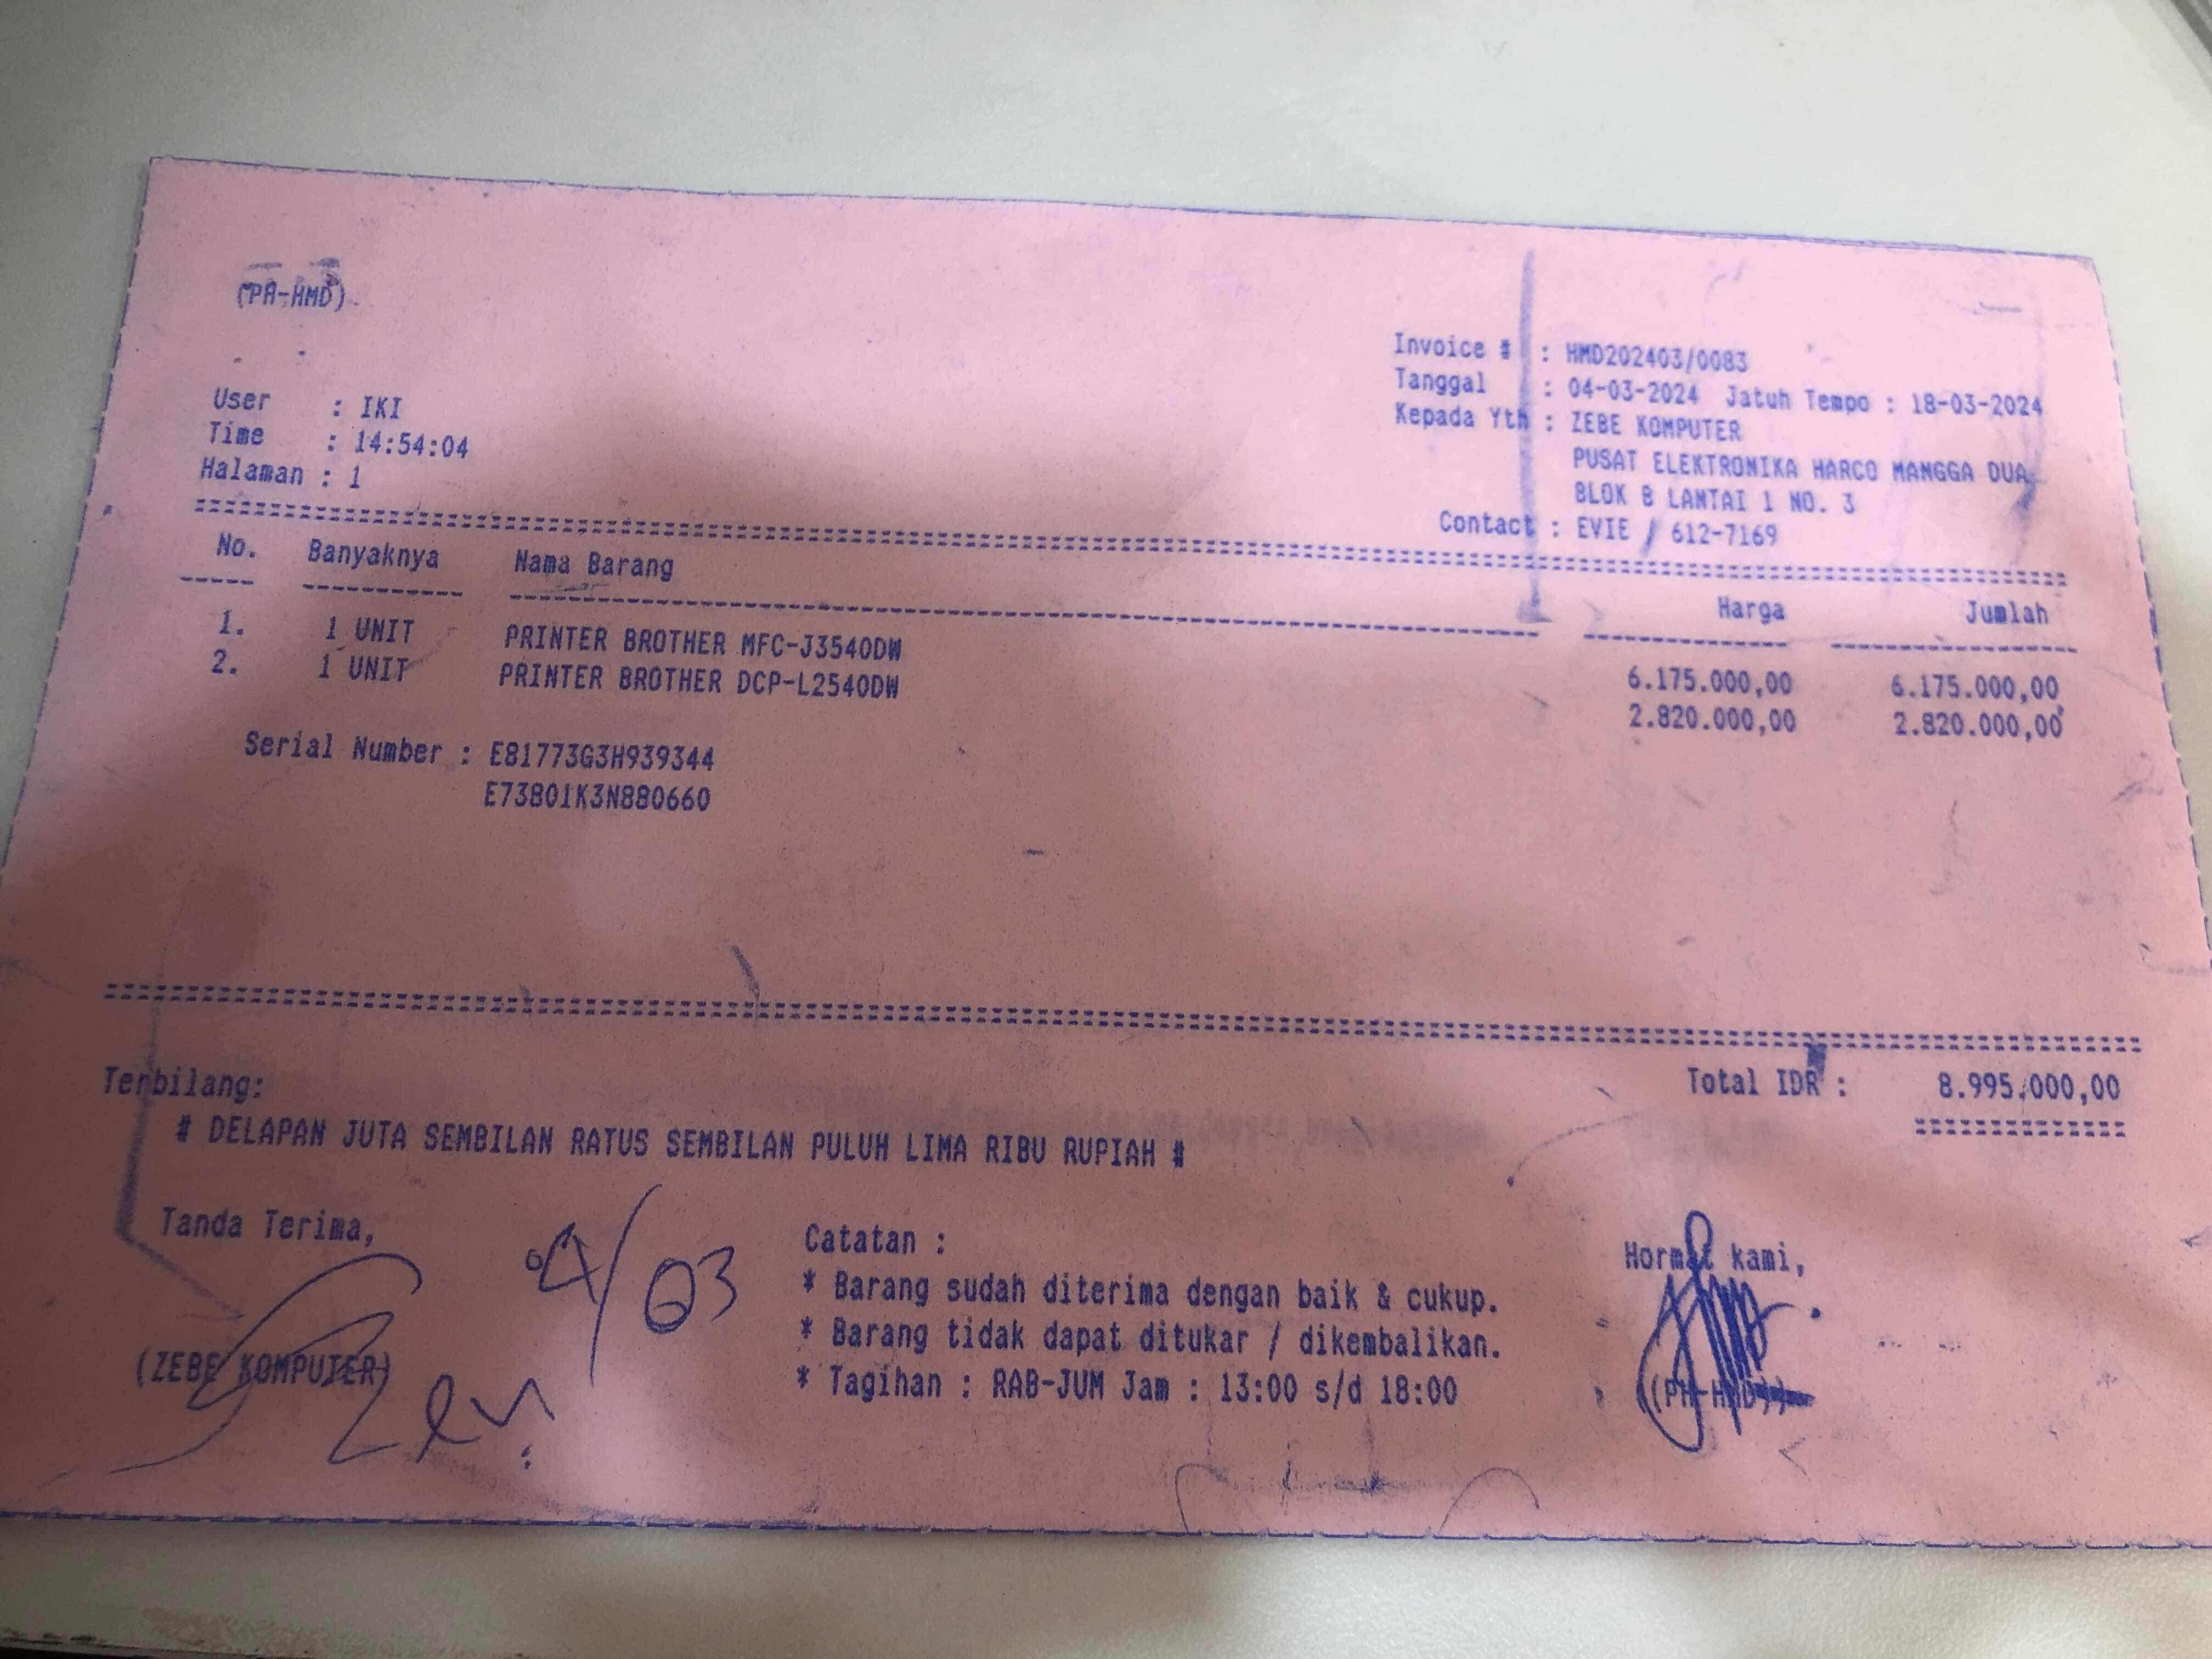 (PA-HMD)
Invoice # : HMD202403/0083
Tanggal : 04-03-2024 Jatuh Tempo : 18-03-2024
Kepada Yth : ZEBE KOMPUTER
PUSAT ELEKTRONIKA HARCO MANGGA DUA
BLOK B LANTAI 1 NO. 3
Contact : EVIE / 612-7169
User : IKI
Time : 14:54:04
Halaman : 1
No. Banyaknya Nama Barang Harga Jumlah
1. 1 UNIT PRINTER BROTHER MFC-J3540DW 6.175.000,00 6.175.000,00
2. 1 UNIT PRINTER BROTHER DCP-L2540DW 2.820.000,00 2.820.000,00
Serial Number : E81773G3H939344
E73801K3N880660
Total IDR : 8.995.000,00
Terbilang:
# DELAPAN JUTA SEMBILAN RATUS SEMBILAN PULUH LIMA RIBU RUPIAH #
Tanda Terima,
04/03
(ZEBE KOMPUTER)
Catatan :
* Barang sudah diterima dengan baik & cukup.
* Barang tidak dapat ditukar / dikembalikan.
* Tagihan : RAB-JUM Jam : 13:00 s/d 18:00
Hormat kami,